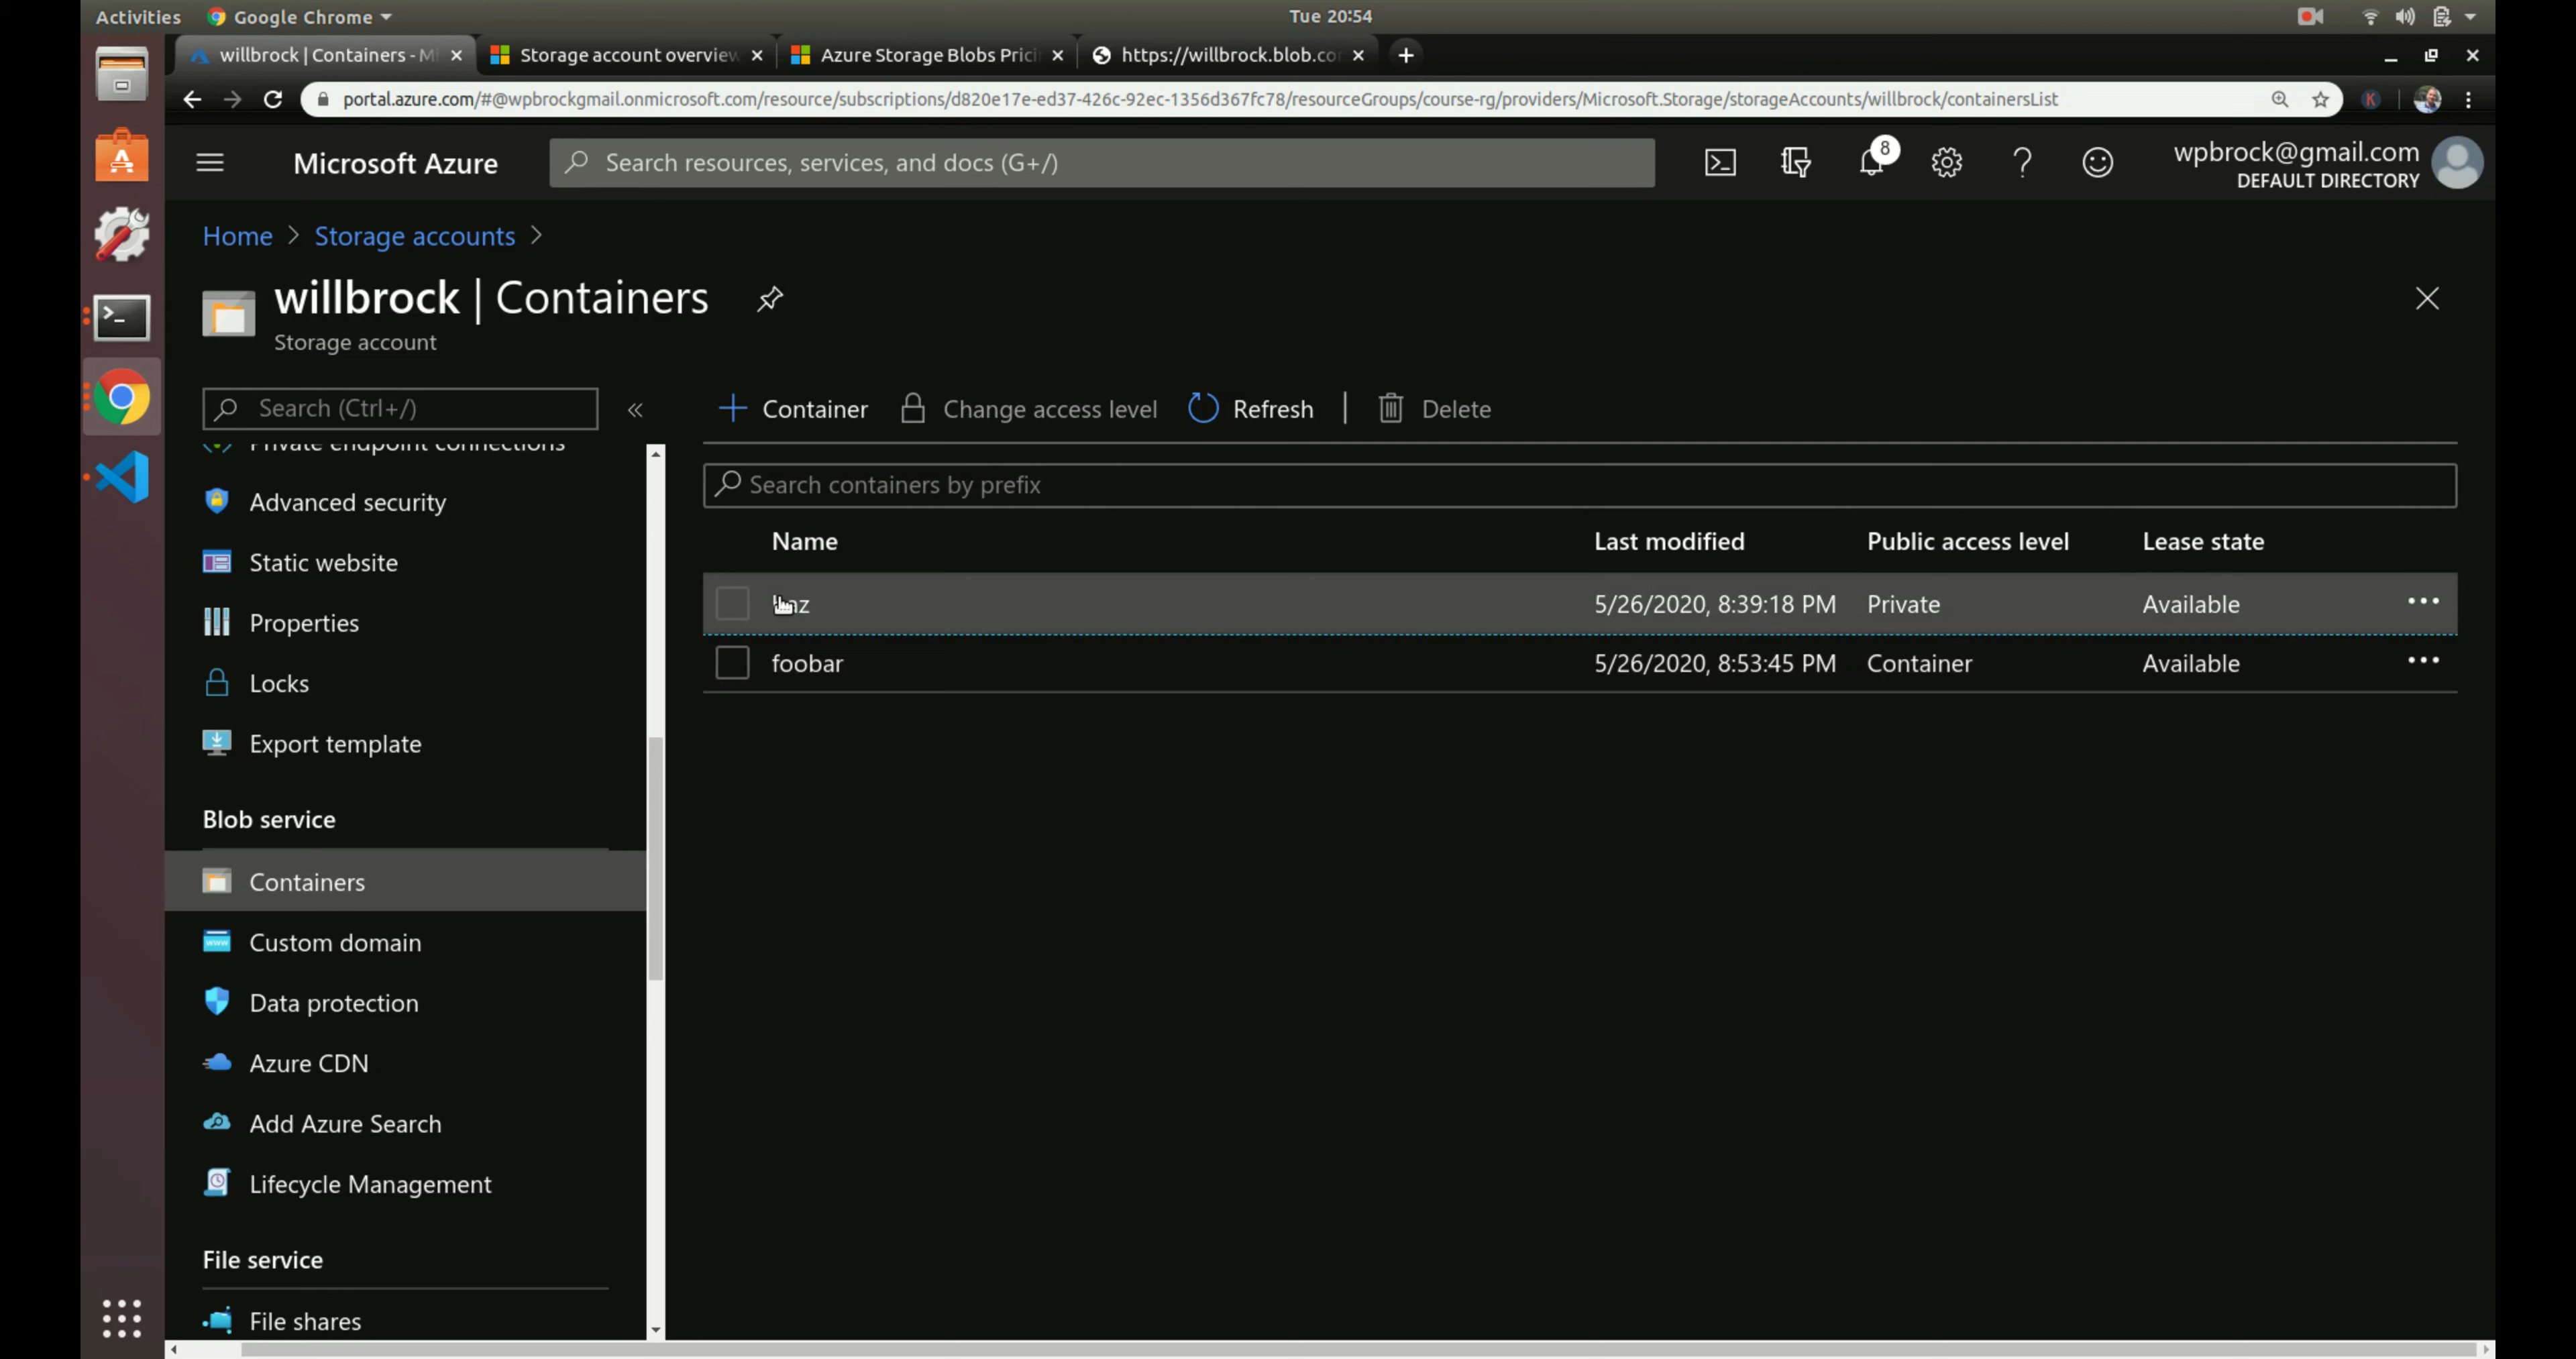 Activities
Google Chrome
Tue 20:54
willbrock | Containers - Mi
Storage account overview
Azure Storage Blobs Prici
https://willbrock.blob.co
portal.azure.com/#@wpbrockgmail.onmicrosoft.com/resource/subscriptions/d820e17e-ed37-426c-92ec-1356d367fc78/resourceGroups/course-rg/providers/Microsoft.Storage/storageAccounts/willbrock/containersList
K
Microsoft Azure
Search resources, services, and docs (G+/)
8
wpbrock@gmail.com
DEFAULT DIRECTORY
Home > Storage accounts >
willbrock | Containers
Storage account
Search (Ctrl+/)
«
+ Container
Change access level
Refresh
Delete
Private endpoint connections
Advanced security
Static website
Properties
Locks
Export template
Blob service
Containers
Custom domain
Data protection
Azure CDN
Add Azure Search
Lifecycle Management
File service
File shares
Search containers by prefix
Name Last modified Public access level Lease state
5/26/2020, 8:39:18 PM Private Available
foobar 5/26/2020, 8:53:45 PM Container Available